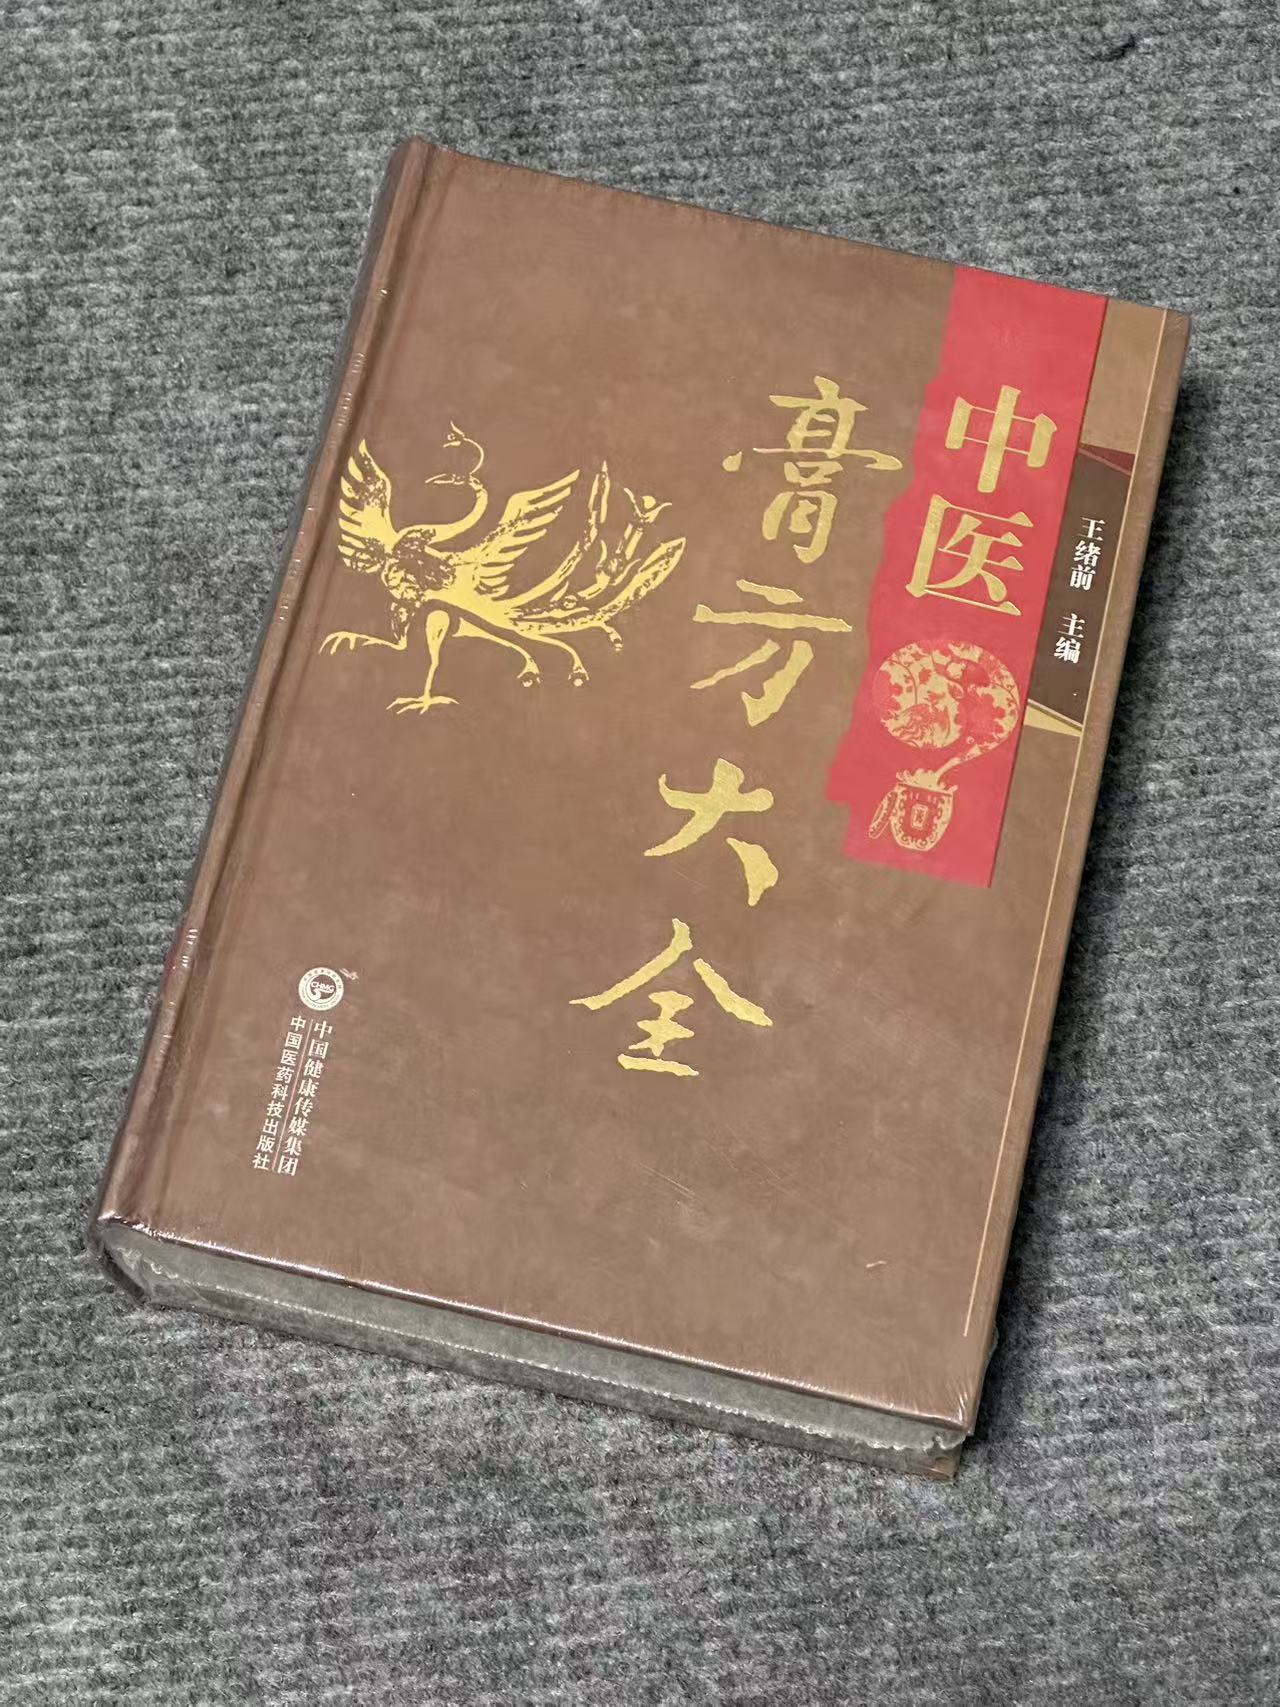 中医
膏方大全
王绪前 主编
CHMG
中国健康传媒集团
中国医药科技出版社